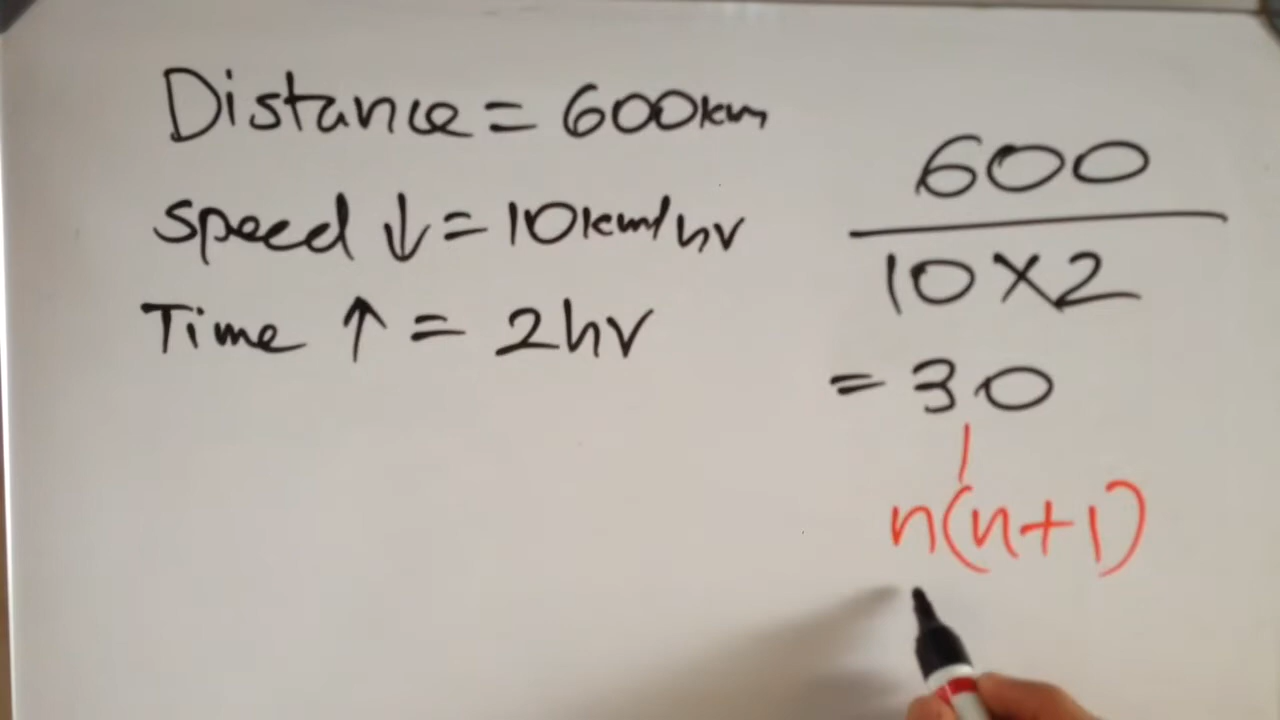 Distance = 600km
Speed ↓ = 10km/hr
Time ↑ = 2hr
600
10×2
= 30
n(n+1)